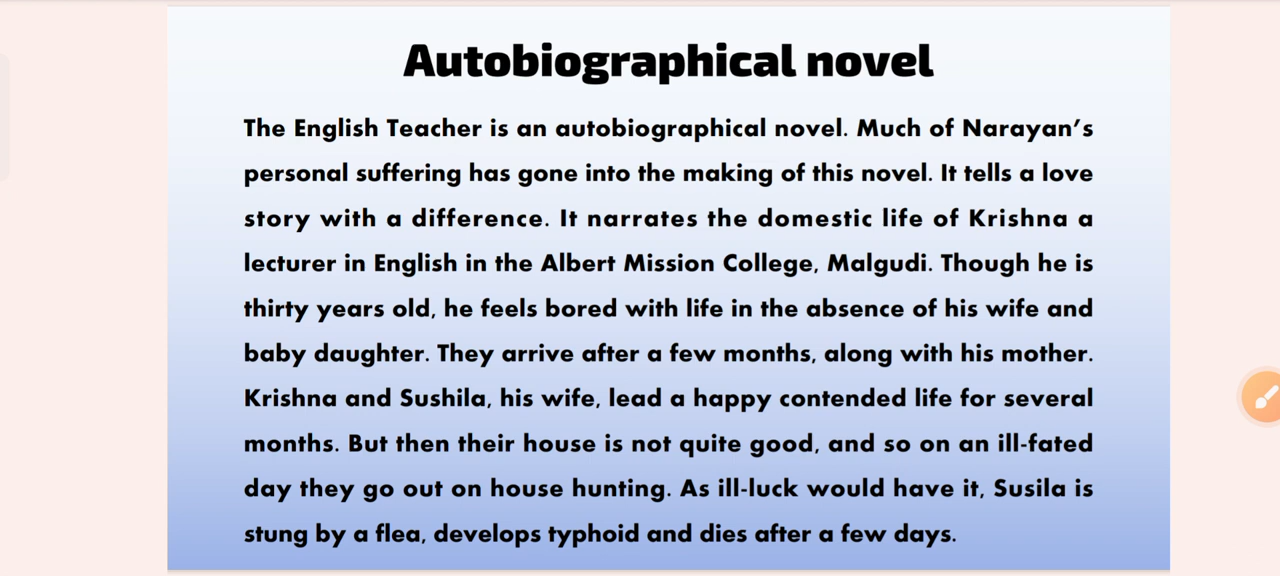 Autobiographical novel
The English Teacher is an autobiographical novel. Much of Narayan's
personal suffering has gone into the making of this novel. It tells a love
story with a difference. It narrates the domestic life of Krishna a
lecturer in English in the Albert Mission College, Malgudi. Though he is
thirty years old, he feels bored with life in the absence of his wife and
baby daughter. They arrive after a few months, along with his mother.
Krishna and Sushila, his wife, lead a happy contended life for several
months. But then their house is not quite good, and so on an ill-fated
day they go out on house hunting. As ill-luck would have it, Susila is
stung by a flea, develops typhoid and dies after a few days.